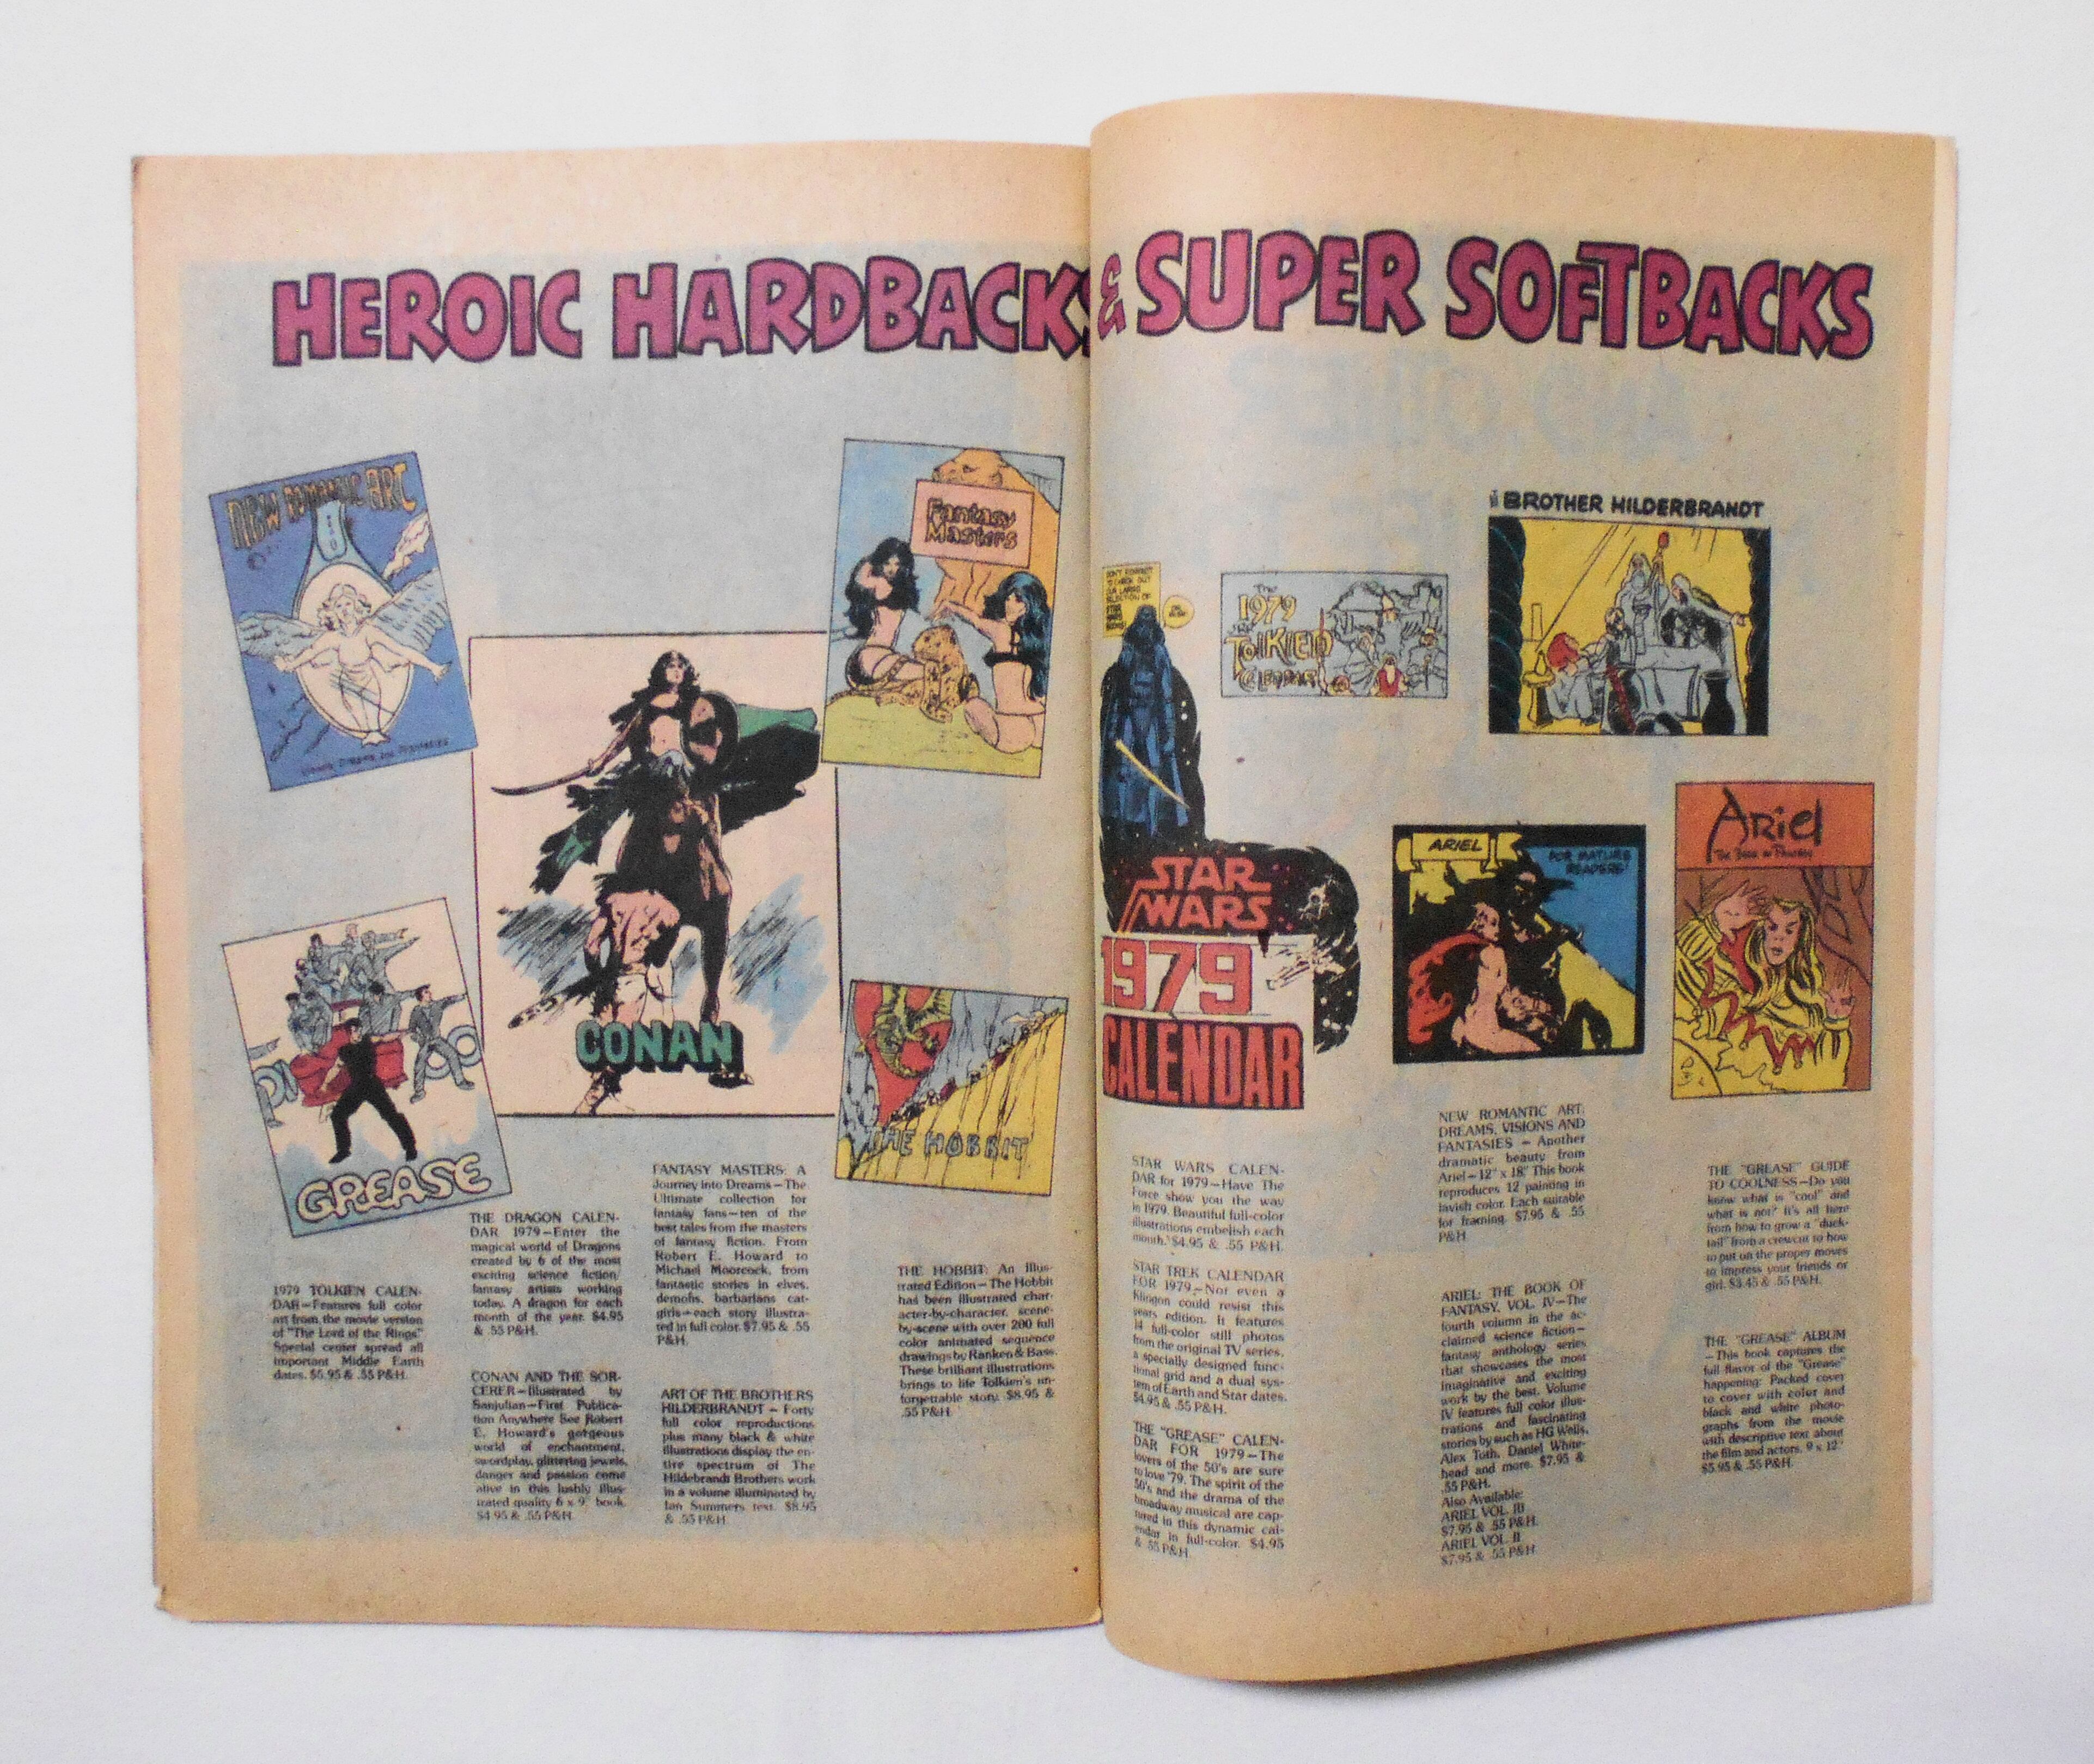 HEROIC HARDBACKS & SUPER SOFTBACKS
NEW ROMANTIC ART
Fantasy
Masters
CONAN
GREASE
THE HOBBIT
1979 TOLKIEN CALEN-
DAR—Features full color
art from the movie version
of "The Lord of the Rings"
Special center spread all
important Middle Earth
dates. $5.95 & .55 P&H.
THE DRAGON CALEN-
DAR 1979—Enter the
magical world of Dragons
created by 6 of the most
exciting science fiction/
fantasy artists working
today. A dragon for each
month of the year. $4.95
& .55 P&H.
CONAN AND THE SOR-
CERER—Illustrated by
Sanjulian—First Publica-
tion Anywhere See Robert
E. Howard's gorgeous
world of enchantment,
swordplay, glittering jewels,
danger and passion come
alive in this lushly illus-
trated quality 6 x 9" book.
$4.95 & .55 P&H.
FANTASY MASTERS: A
Journey into Dreams—The
Ultimate collection for
fantasy fans—ten of the
best tales from the masters
of fantasy fiction. From
Robert E. Howard to
Michael Moorcock, from
fantastic stories in elves,
demons, barbarians cat-
girls—each story illustra-
ted in full color. $7.95 & .55
P&H.
ART OF THE BROTHERS
HILDERBRANDT — Forty
full color reproductions
plus many black & white
illustrations display the en-
tire spectrum of The
Hildebrandt Brothers work
in a volume illuminated by
Ian Summers text. $8.95
& .55 P&H.
THE HOBBIT: An Illus-
trated Edition—The Hobbit
has been illustrated char-
acter-by-character, scene-
by-scene with over 200 full
color animated sequence
drawings by Ranken & Bass.
These brilliant illustrations
brings to life Tolkien's un-
forgettable story. $8.95 &
.55 P&H.
DON'T FORGET
TO CHECK OUT
OUR LARGE
SELECTION OF
STAR
WARS
BOOKS!
STAR
WARS
1979
CALENDAR
The
1979
TOLKIEN
CALENDAR
BROTHER HILDERBRANDT
ARIEL
FOR MATURE
READERS!
Ariel
The Book of Fantasy
STAR WARS CALEN-
DAR for 1979—Have The
Force show you the way
in 1979. Beautiful full-color
illustrations embelish each
month. $4.95 & .55 P&H.
STAR TREK CALENDAR
FOR 1979—Not even a
Klingon could resist this
years edition. It features
14 full-color still photos
from the original TV series,
a specially designed func-
tional grid and a dual sys-
tem of Earth and Star dates.
$4.95 & .55 P&H.
THE "GREASE" CALEN-
DAR FOR 1979—The
lovers of the 50's are sure
to love '79. The spirit of the
50's and the drama of the
broadway musical are cap-
tured in this dynamic cal-
endar in full-color. $4.95
& .55 P&H.
NEW ROMANTIC ART:
DREAMS, VISIONS AND
FANTASIES — Another
dramatic beauty from
Ariel—12" x 18" This book
reproduces 12 painting in
lavish color. Each suitable
for framing. $7.95 & .55
P&H.
ARIEL: THE BOOK OF
FANTASY, VOL. IV—The
fourth volume in the ac-
claimed science fiction—
fantasy anthology series
that showcases the most
imaginative and exciting
work by the best. Volume
IV features full color illus-
trations and fascinating
stories by such as HG Wells,
Alex Toth, Daniel White-
head and more. $7.95 &
.55 P&H.
Also Available:
ARIEL VOL. III
$7.95 & .55 P&H.
ARIEL VOL. II
$7.95 & .55 P&H.
THE "GREASE" GUIDE
TO COOLNESS—Do you
know what is "cool" and
what is not? It's all here
from how to grow a "duck-
tail" from a crewcut to how
to put on the proper moves
to impress your friends or
girl. $3.45 & .55 P&H.
THE "GREASE" ALBUM
—This book captures the
full flavor of the "Grease"
happening: Packed cover
to cover with color and
black and white photo-
graphs from the movie
with descriptive text about
the film and actors. 9 x 12"
$5.95 & .55 P&H.